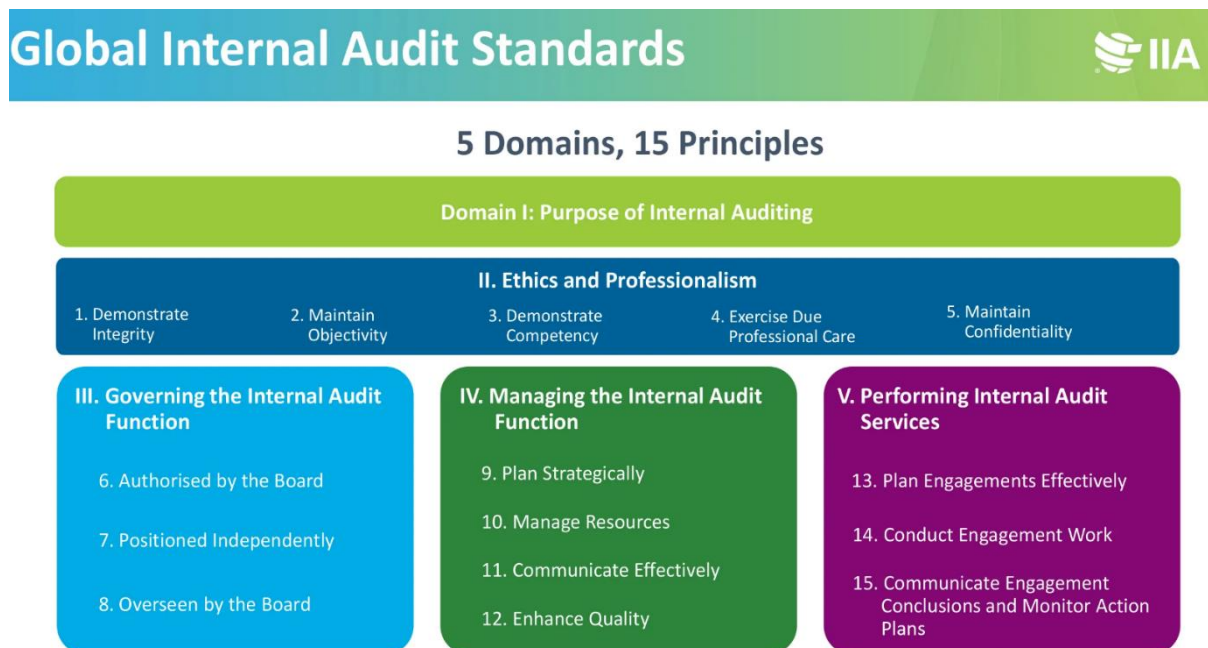 Global Internal Audit Standards
IIA
5 Domains, 15 Principles
Domain I: Purpose of Internal Auditing
II. Ethics and Professionalism
1. Demonstrate
Integrity
2. Maintain
Objectivity
3. Demonstrate
Competency
4. Exercise Due
Professional Care
5. Maintain
Confidentiality
III. Governing the Internal Audit
Function
6. Authorised by the Board
7. Positioned Independently
8. Overseen by the Board
IV. Managing the Internal Audit
Function
9. Plan Strategically
10. Manage Resources
11. Communicate Effectively
12. Enhance Quality
V. Performing Internal Audit
Services
13. Plan Engagements Effectively
14. Conduct Engagement Work
15. Communicate Engagement
Conclusions and Monitor Action
Plans